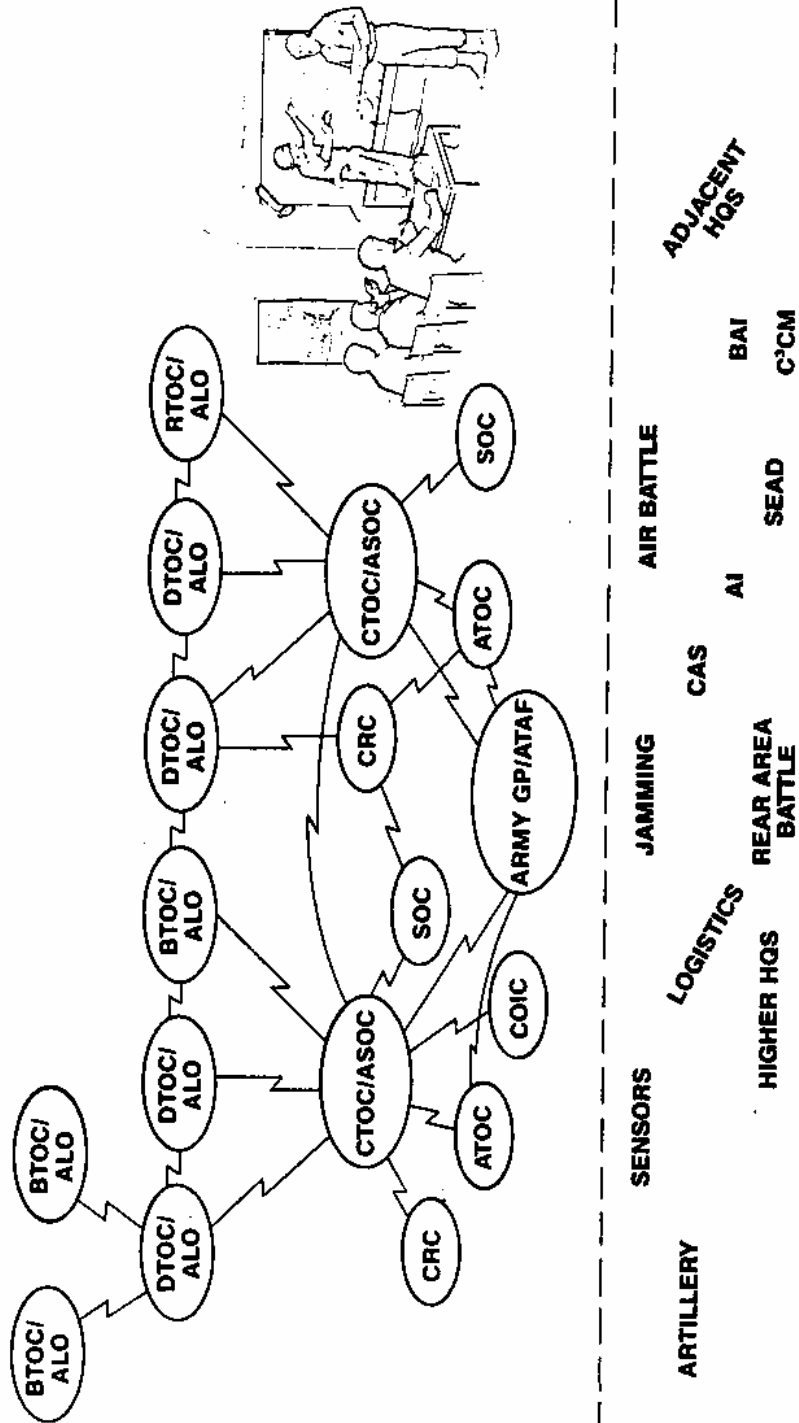 BTOC/
ALO
BTOC/
ALO
DTOC/
ALO
DTOC/
ALO
BTOC/
ALO
DTOC/
ALO
DTOC/
ALO
RTOC/
ALO
CTOC/ASOC
CTOC/ASOC
CRC
SOC
CRC
ATOC
COIC
ATOC
SOC
ARMY GP/ATAF
SENSORS
JAMMING
AIR BATTLE
ARTILLERY
LOGISTICS
CAS
AI
BAI
ADJACENT
HQS
HIGHER HQS
REAR AREA
BATTLE
SEAD
C³CM